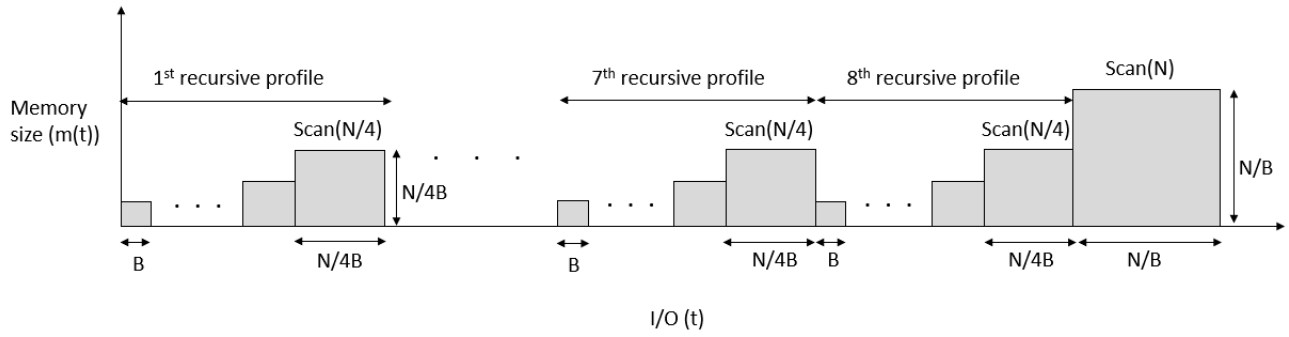 Scan(N)
1st recursive profile
7th recursive profile
8th recursive profile
Memory
size (m(t))
Scan(N/4)
Scan(N/4)
Scan(N/4)
N/4B
N/B
. . .
. . .
. . .
. . .
B
N/4B
B
N/4B
B
N/4B
N/B
I/O (t)